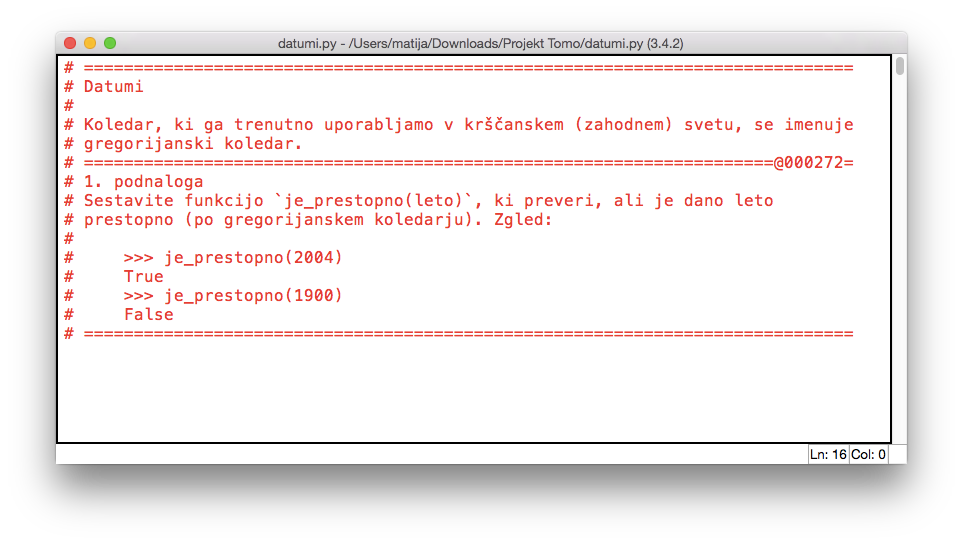 datumi.py - /Users/matija/Downloads/Projekt Tomo/datumi.py (3.4.2)
# =============================================================================
# Datumi
#
# Koledar, ki ga trenutno uporabljamo v krščanskem (zahodnem) svetu, se imenuje
# gregorijanski koledar.
# =====================================================================@000272=
# 1. podnaloga
# Sestavite funkcijo `je_prestopno(leto)`, ki preveri, ali je dano leto
# prestopno (po gregorijanskem koledarju). Zgled:
#
#     >>> je_prestopno(2004)
#     True
#     >>> je_prestopno(1900)
#     False
# =============================================================================
Ln: 16 Col: 0